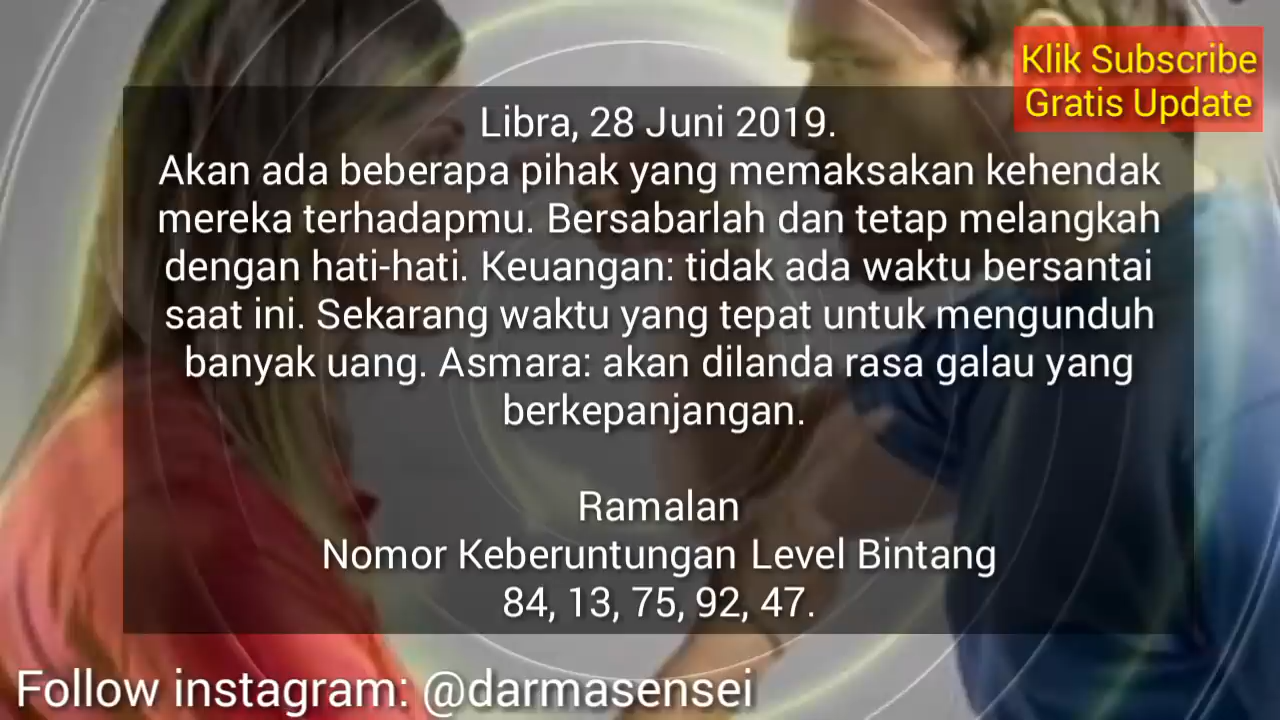 Klik Subscribe
Gratis Update
Libra, 28 Juni 2019.
Akan ada beberapa pihak yang memaksakan kehendak
mereka terhadapmu. Bersabarlah dan tetap melangkah
dengan hati-hati. Keuangan: tidak ada waktu bersantai
saat ini. Sekarang waktu yang tepat untuk mengunduh
banyak uang. Asmara: akan dilanda rasa galau yang
berkepanjangan.
Ramalan
Nomor Keberuntungan Level Bintang
84, 13, 75, 92, 47.
Follow instagram: @darmasensei